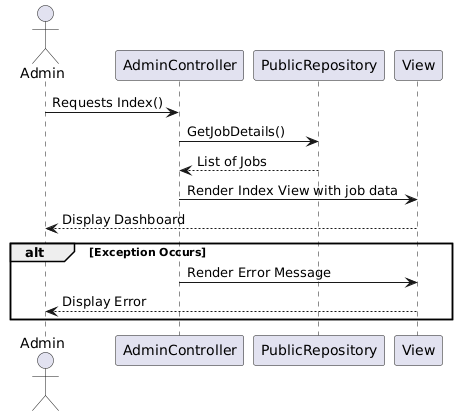 Admin
AdminController
PublicRepository
View
Requests Index()
GetJobDetails()
List of Jobs
Render Index View with job data
Display Dashboard
alt
[Exception Occurs]
Render Error Message
Display Error
Admin
AdminController
PublicRepository
View